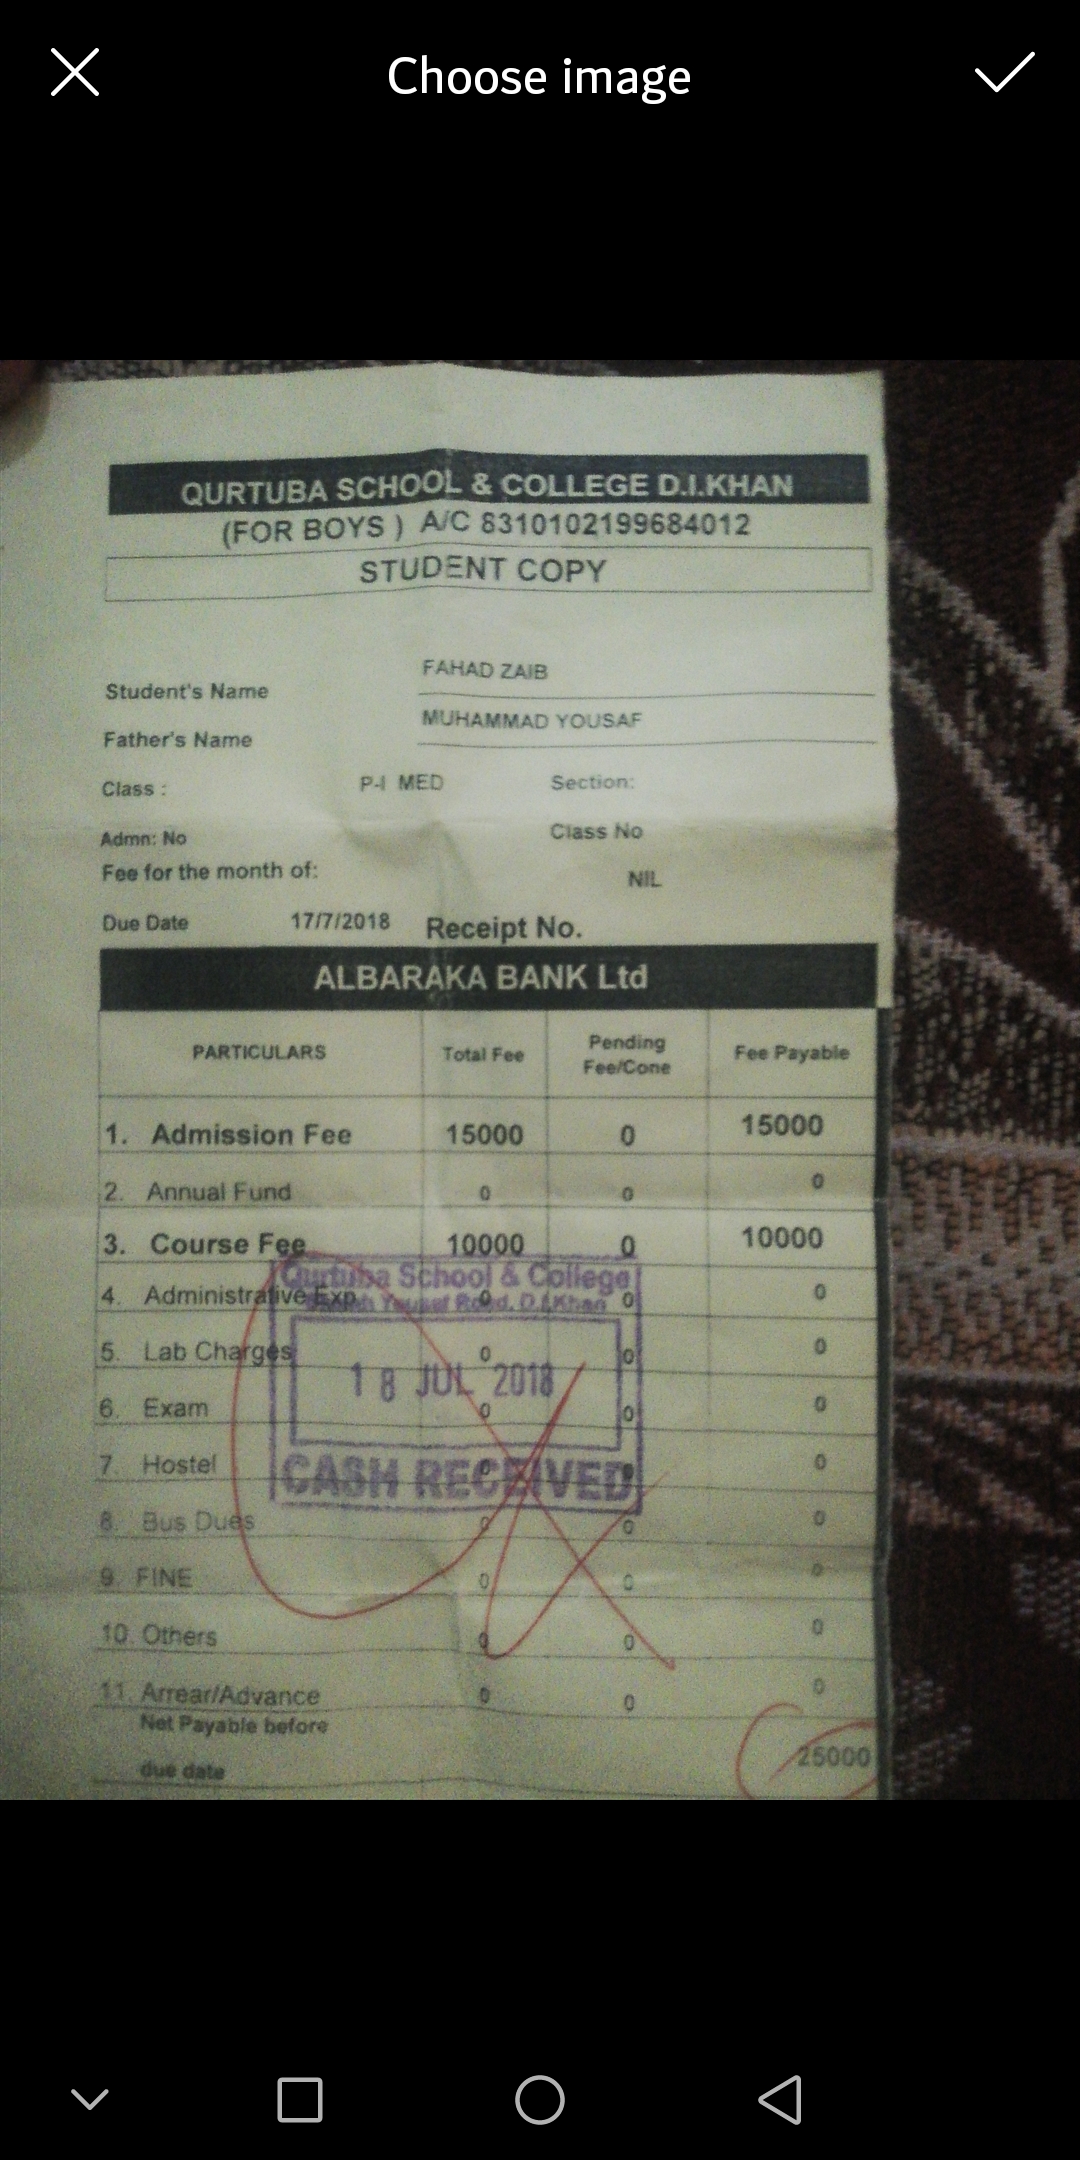 Choose image
QURTUBA SCHOOL & COLLEGE D.I.KHAN
(FOR BOYS ) A/C 8310102199684012
STUDENT COPY
Student's Name FAHAD ZAIB
Father's Name MUHAMMAD YOUSAF
Class : P-I MED Section:
Admn: No Class No
Fee for the month of: NIL
Due Date 17/7/2018 Receipt No.
ALBARAKA BANK Ltd
PARTICULARS Total Fee Pending Fee/Conc Fee Payable
1. Admission Fee 15000 0 15000
2. Annual Fund 0 0 0
3. Course Fee 10000 0 10000
Qurtuba School & College
4. Administrative Exp 0 0 0
Yousaf Road, D.I.Khan
5. Lab Charges 0 0 0
18 JUL 2018
6. Exam 0 0 0
7. Hostel 0 0 0
CASH RECEIVED
8. Bus Dues 0 0 0
9. FINE 0 0 0
10. Others 0 0 0
11. Arrear/Advance 0 0 0
Net Payable before
due date 25000